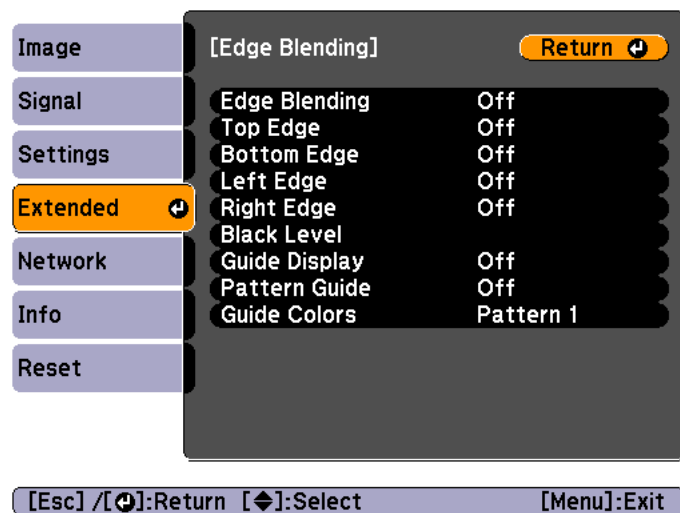 Image
Signal
Settings
Extended
Network
Info
Reset
[Edge Blending]
Return
Edge Blending Off
Top Edge Off
Bottom Edge Off
Left Edge Off
Right Edge Off
Black Level
Guide Display Off
Pattern Guide Off
Guide Colors Pattern 1
[Esc] /[⏎]:Return [◆]:Select [Menu]:Exit